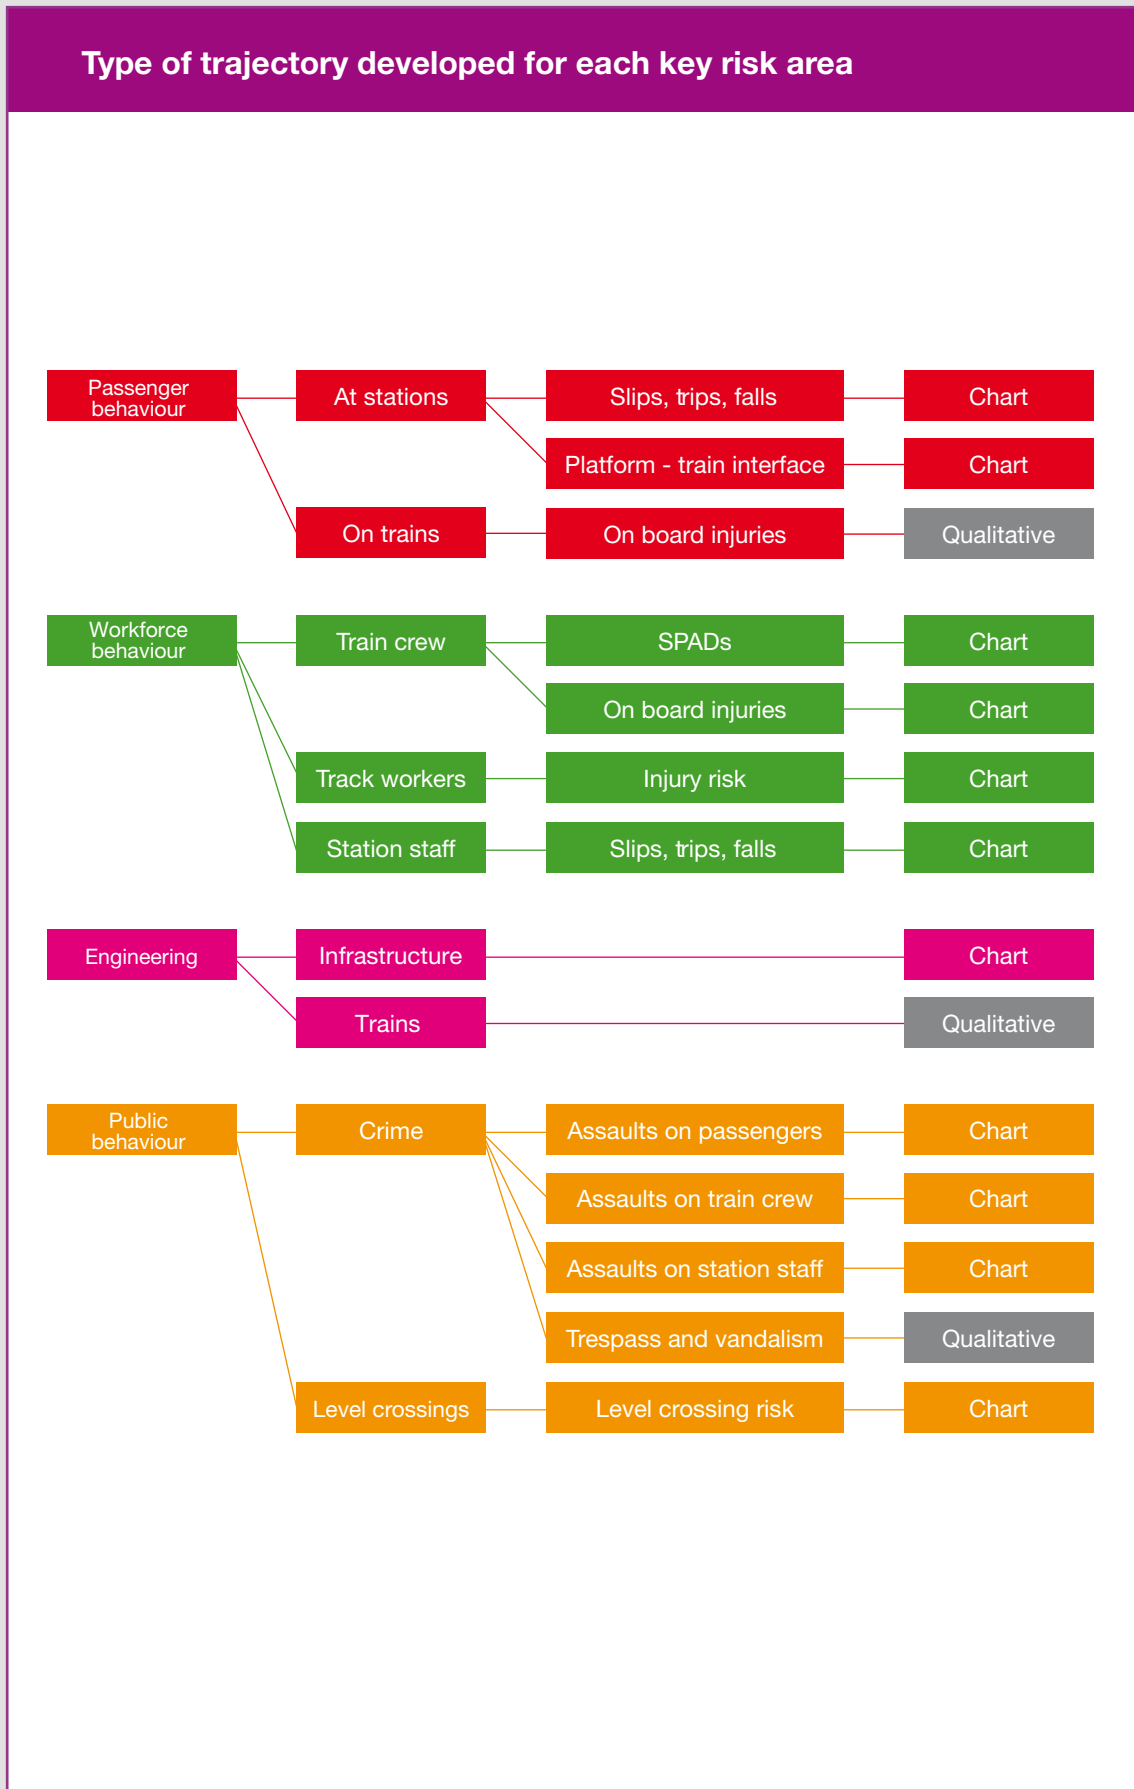 Type of trajectory developed for each key risk area
Passenger
behaviour
At stations
Slips, trips, falls
Chart
Platform - train interface
Chart
On trains
On board injuries
Qualitative
Workforce
behaviour
Train crew
SPADs
Chart
On board injuries
Chart
Track workers
Injury risk
Chart
Station staff
Slips, trips, falls
Chart
Engineering
Infrastructure
Chart
Trains
Qualitative
Public
behaviour
Crime
Assaults on passengers
Chart
Assaults on train crew
Chart
Assaults on station staff
Chart
Trespass and vandalism
Qualitative
Level crossings
Level crossing risk
Chart